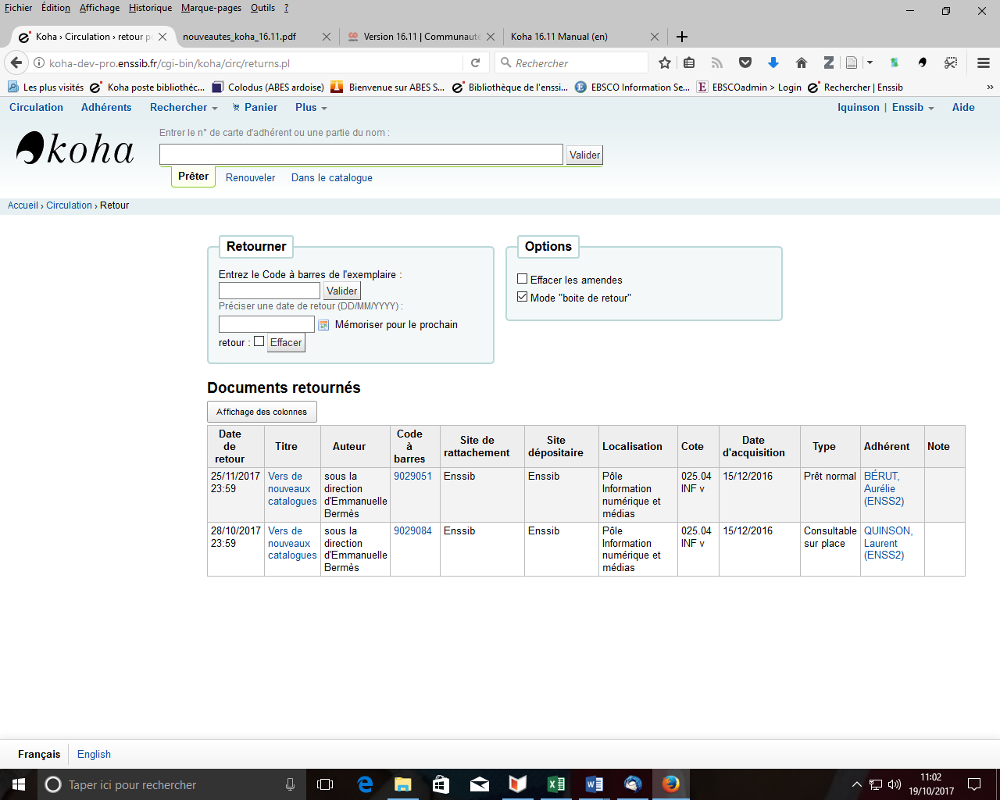 Fichier Édition Affichage Historique Marque-pages Outils ?
Koha › Circulation › retour p
nouveautes_koha_16.11.pdf
Version 16.11 | Communauté
Koha 16.11 Manual (en)
koha-dev-pro.enssib.fr/cgi-bin/koha/circ/returns.pl
Rechercher
Les plus visités
Koha poste bibliothéc...
Colodus (ABES ardoise)
Bienvenue sur ABES S...
Bibliothèque de l'enssi...
EBSCO Information Se...
EBSCOadmin > Login
Rechercher | Enssib
Circulation Adhérents Rechercher Panier Plus
lquinson | Enssib Aide
koha
Entrer le n° de carte d'adhérent ou une partie du nom :
Valider
Prêter Renouveler Dans le catalogue
Accueil › Circulation › Retour
Retourner
Entrez le Code à barres de l'exemplaire :
Valider
Préciser une date de retour (DD/MM/YYYY) :
Mémoriser pour le prochain
retour : Effacer
Options
Effacer les amendes
Mode "boite de retour"
Documents retournés
Affichage des colonnes
Date de retour
Titre
Auteur
Code à barres
Site de rattachement
Site dépositaire
Localisation
Cote
Date d'acquisition
Type
Adhérent
Note
25/11/2017 23:59
Vers de nouveaux catalogues
sous la direction d'Emmanuelle Bermès
9029051
Enssib
Enssib
Pôle Information numérique et médias
025.04 INF v
15/12/2016
Prêt normal
BÉRUT, Aurélie (ENSS2)
28/10/2017 23:59
Vers de nouveaux catalogues
sous la direction d'Emmanuelle Bermès
9029084
Enssib
Enssib
Pôle Information numérique et médias
025.04 INF v
15/12/2016
Consultable sur place
QUINSON, Laurent (ENSS2)
Français English
Taper ici pour rechercher
11:02
19/10/2017